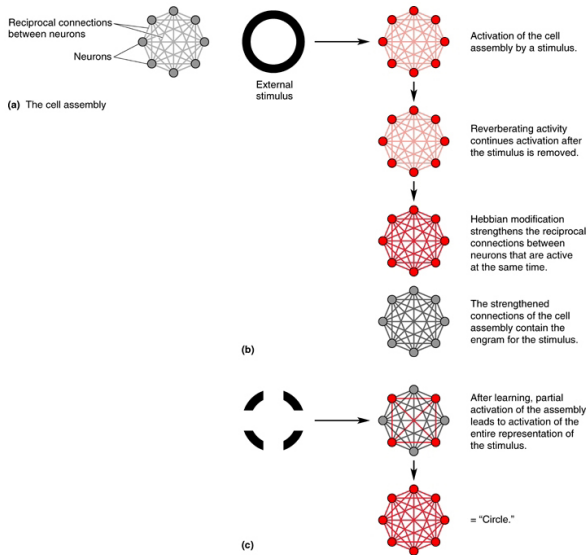 Reciprocal connections
between neurons
Neurons
(a) The cell assembly
External
stimulus
Activation of the cell
assembly by a stimulus.
Reverberating activity
continues activation after
the stimulus is removed.
Hebbian modification
strengthens the reciprocal
connections between
neurons that are active
at the same time.
The strengthened
connections of the cell
assembly contain the
engram for the stimulus.
(b)
After learning, partial
activation of the assembly
leads to activation of the
entire representation of
the stimulus.
= “Circle.”
(c)